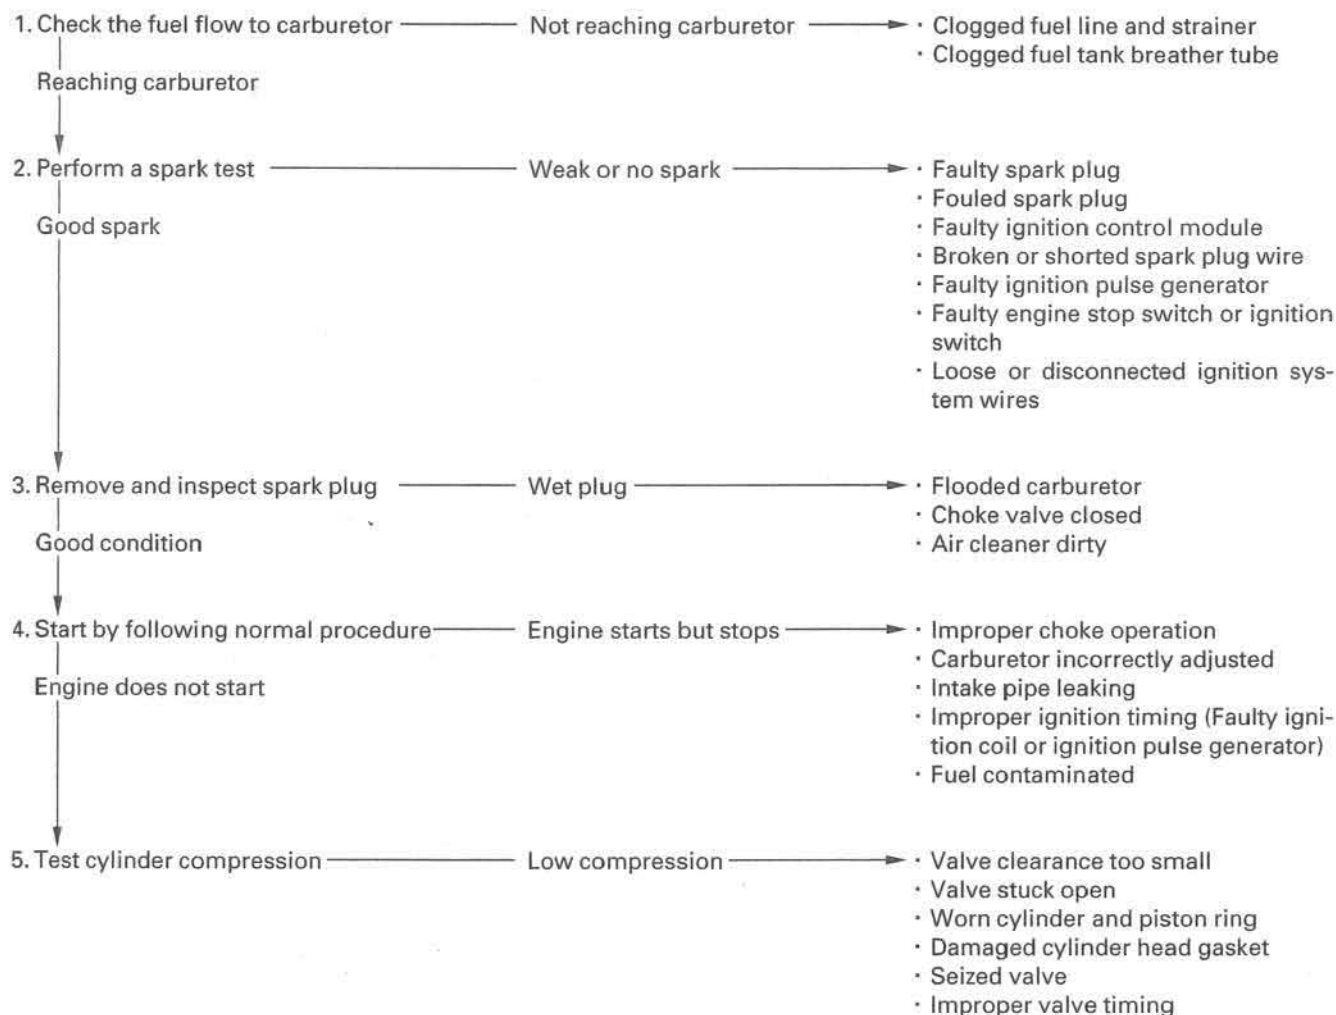 1. Check the fuel flow to carburetor
Not reaching carburetor
· Clogged fuel line and strainer
· Clogged fuel tank breather tube
Reaching carburetor
2. Perform a spark test
Weak or no spark
· Faulty spark plug
· Fouled spark plug
· Faulty ignition control module
· Broken or shorted spark plug wire
· Faulty ignition pulse generator
· Faulty engine stop switch or ignition
switch
· Loose or disconnected ignition sys-
tem wires
Good spark
3. Remove and inspect spark plug
Wet plug
· Flooded carburetor
· Choke valve closed
· Air cleaner dirty
Good condition
4. Start by following normal procedure
Engine starts but stops
· Improper choke operation
· Carburetor incorrectly adjusted
· Intake pipe leaking
· Improper ignition timing (Faulty igni-
tion coil or ignition pulse generator)
· Fuel contaminated
Engine does not start
5. Test cylinder compression
Low compression
· Valve clearance too small
· Valve stuck open
· Worn cylinder and piston ring
· Damaged cylinder head gasket
· Seized valve
· Improper valve timing